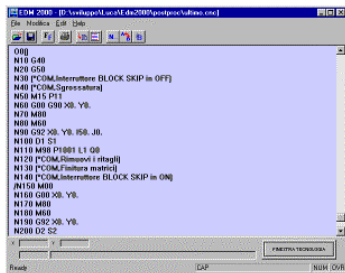 EDM 2000 - [D:\sviluppo\Luca\Edm2000\postproc\ultimo.cnc]
File Modifica Edit Help
N10 G40
N20 G50
N30 (*COM,Interruttore BLOCK SKIP in OFF)
N40 (*COM,Sgrossatura)
N50 M15 P11
N60 G00 G90 X0. Y0.
N70 M80
N80 M60
N90 G92 X0. Y0. I50. J0.
N100 D1 S1
N110 M98 P1001 L1 Q0
N120 (*COM,Rimuovi i ritagli)
N130 (*COM,Finitura matrici)
N140 (*COM,Interruttore BLOCK SKIP in ON)
/N150 M00
N160 G00 X0. Y0.
N170 M80
N180 M60
N190 G92 X0. Y0.
N200 D2 S2
FINESTRA TECNOLOGIA
Ready CAP NUM OVR